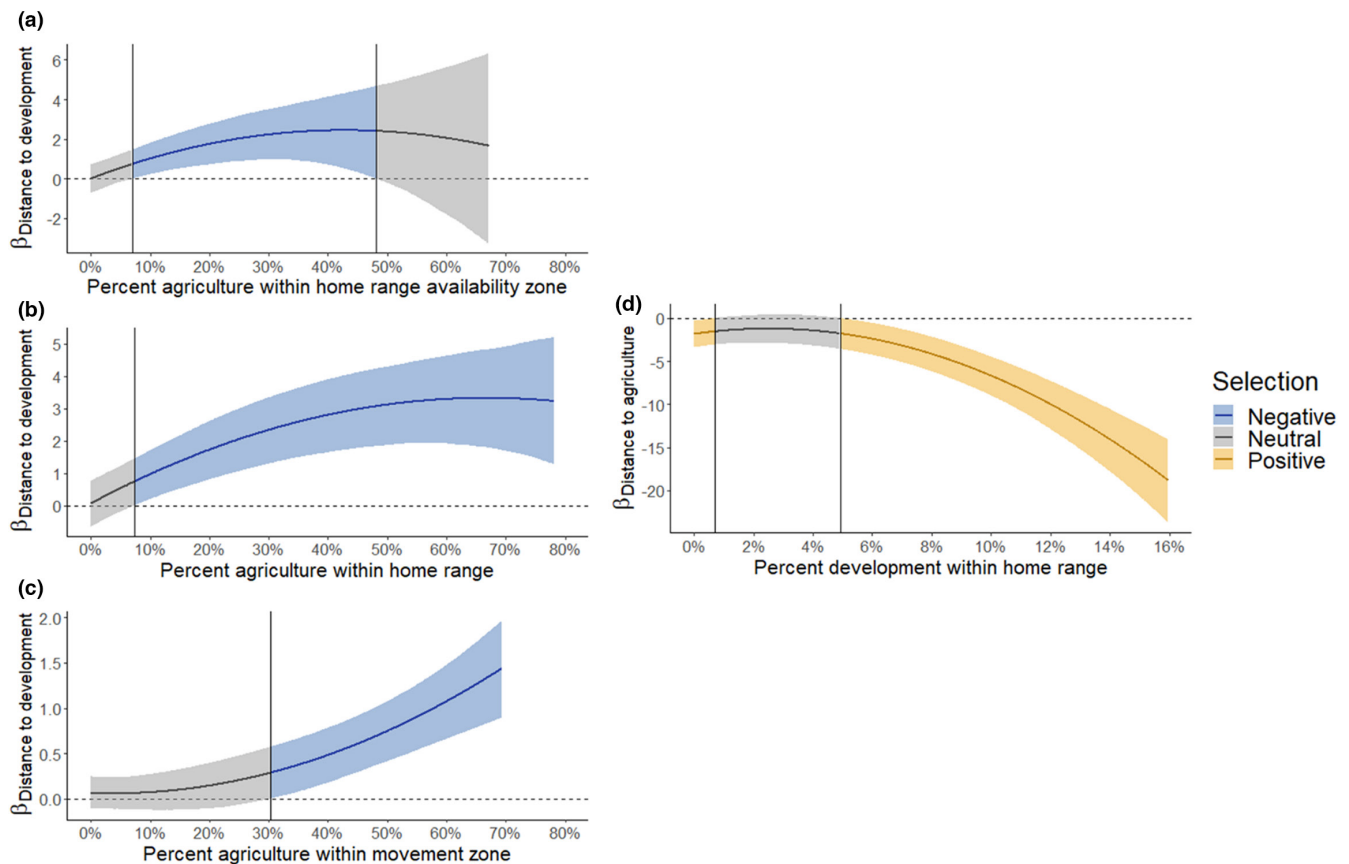 (a)
β Distance to development
6
4
2
0
-2
0% 10% 20% 30% 40% 50% 60% 70% 80%
Percent agriculture within home range availability zone
(b)
β Distance to development
5
4
3
2
1
0
0% 10% 20% 30% 40% 50% 60% 70% 80%
Percent agriculture within home range
(c)
β Distance to development
2.0
1.5
1.0
0.5
0.0
0% 10% 20% 30% 40% 50% 60% 70% 80%
Percent agriculture within movement zone
(d)
β Distance to agriculture
0
-5
-10
-15
-20
0% 2% 4% 6% 8% 10% 12% 14% 16%
Percent development within home range
Selection
Negative
Neutral
Positive